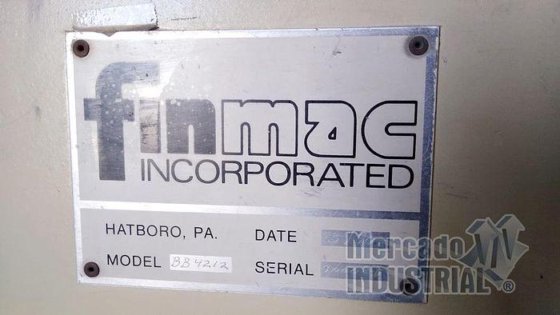 finmac
INCORPORATED
HATBORO, PA. DATE
MODEL BB4212 SERIAL
Mercado
INDUSTRIAL